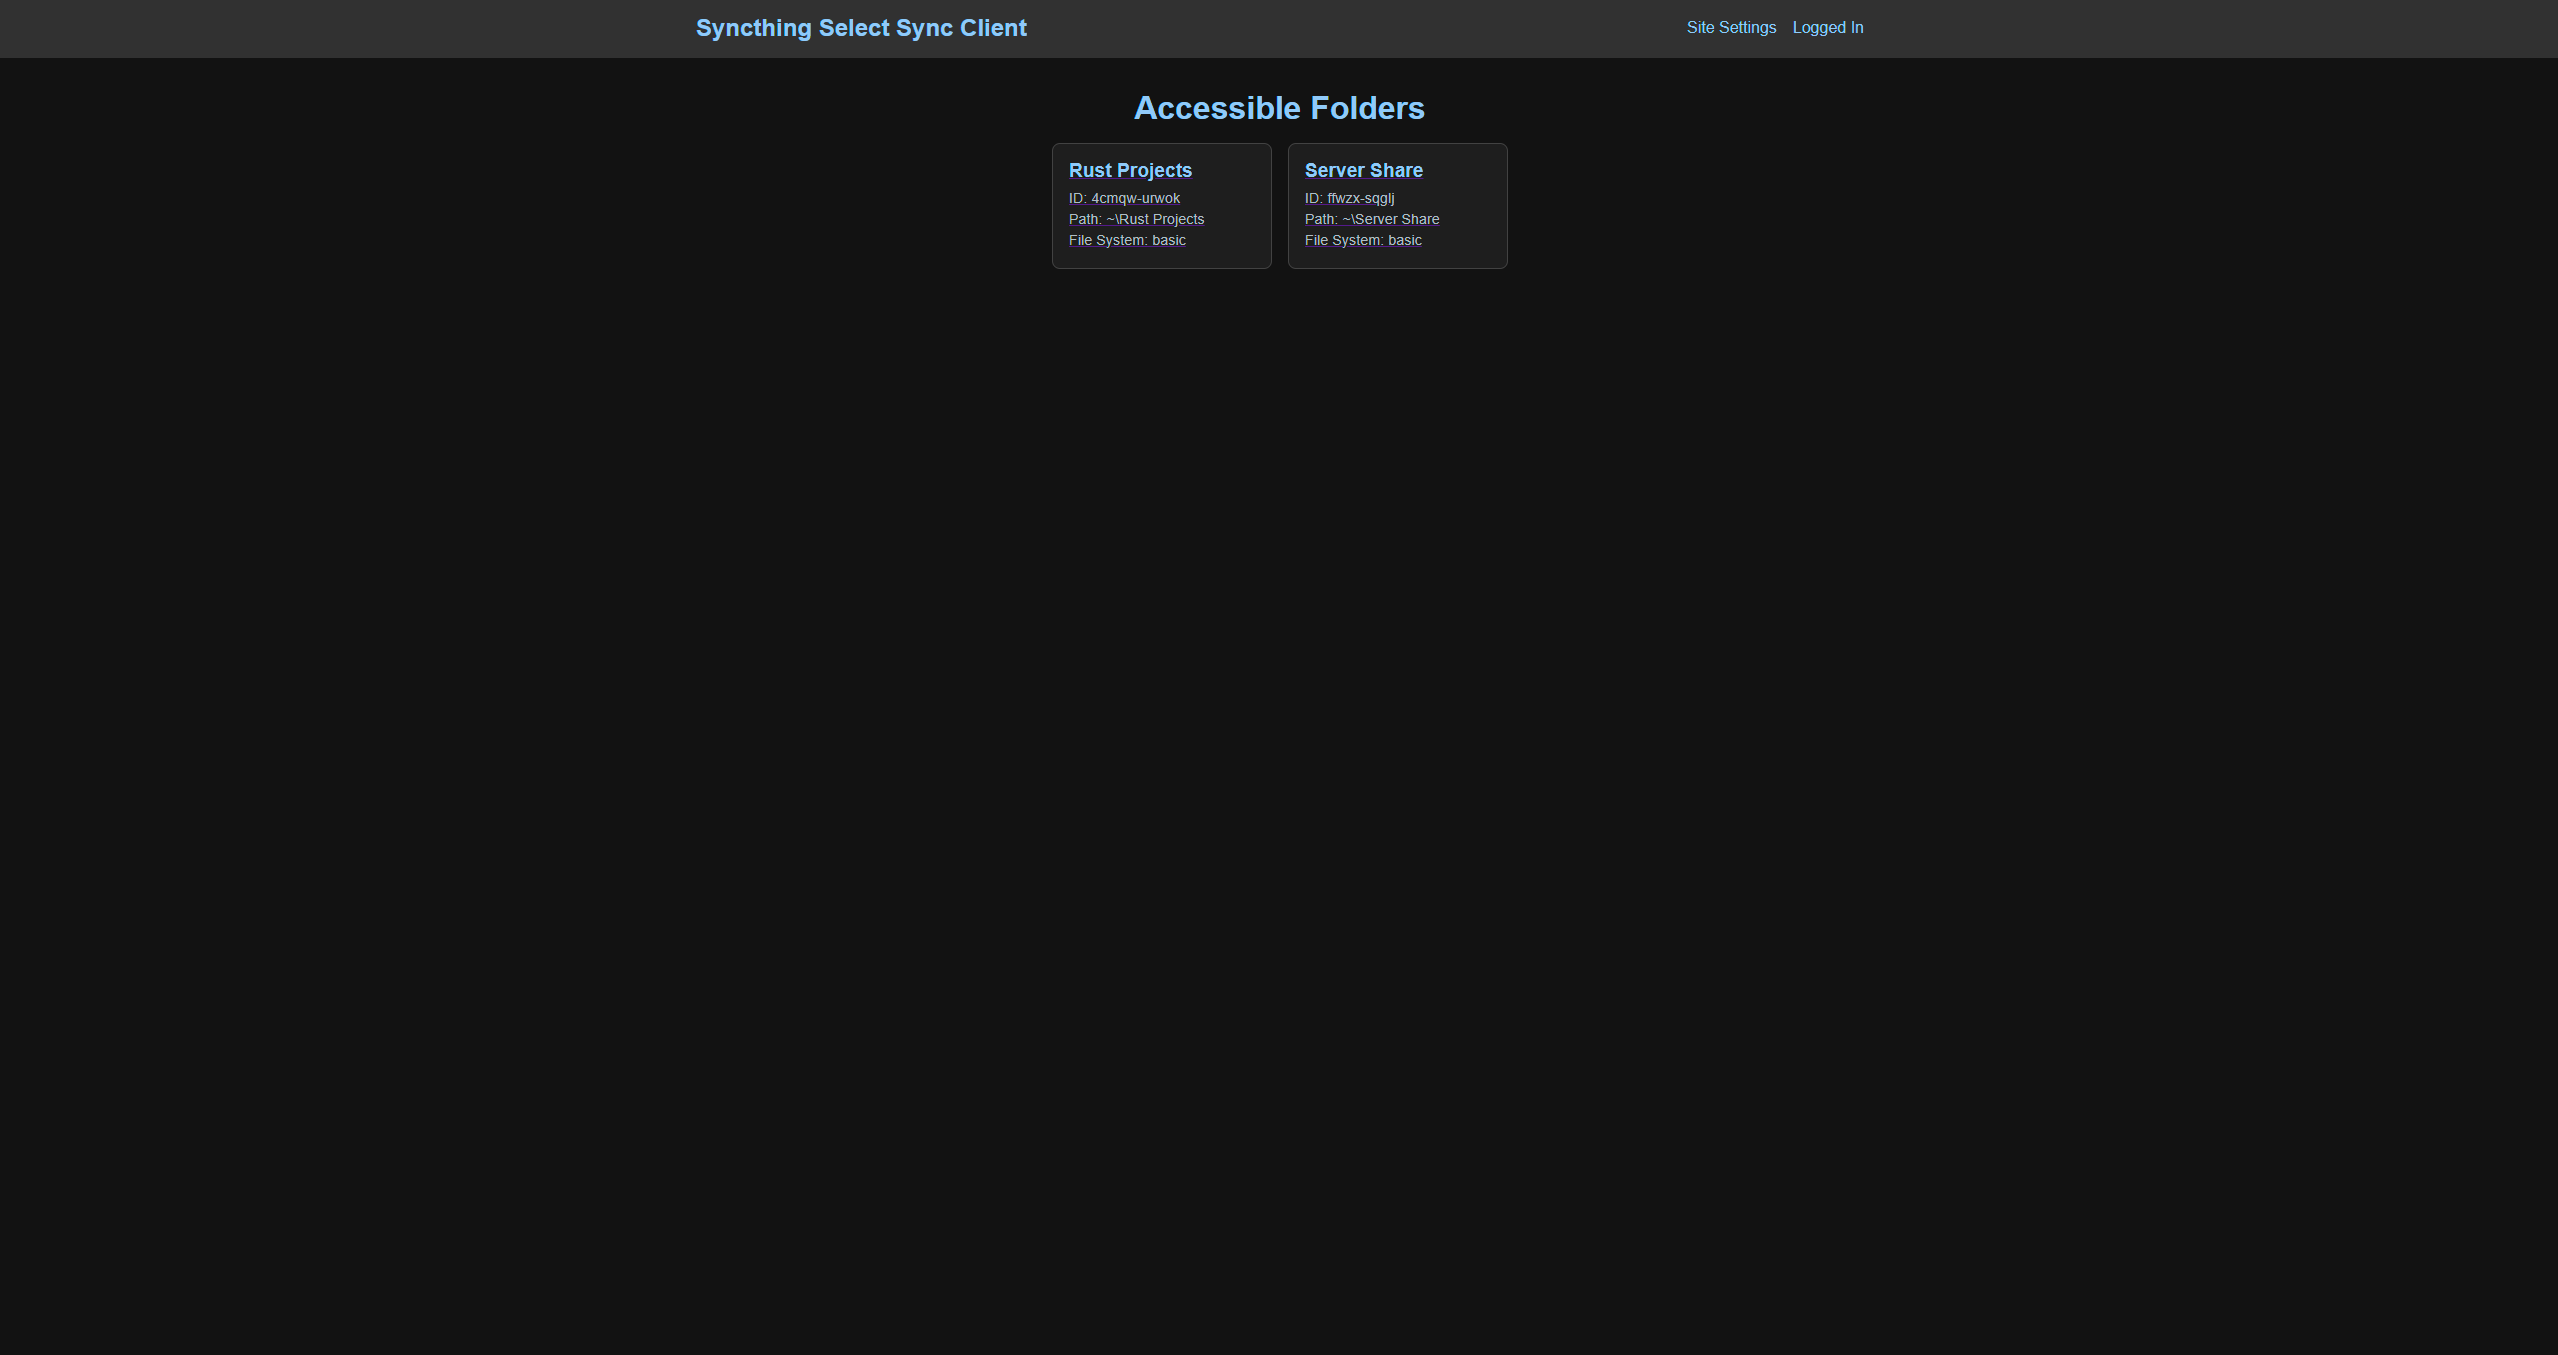 Syncthing Select Sync Client
Site Settings
Logged In
Accessible Folders
Rust Projects
ID: 4cmqw-urwok
Path: ~\Rust Projects
File System: basic
Server Share
ID: ffwzx-sqglj
Path: ~\Server Share
File System: basic